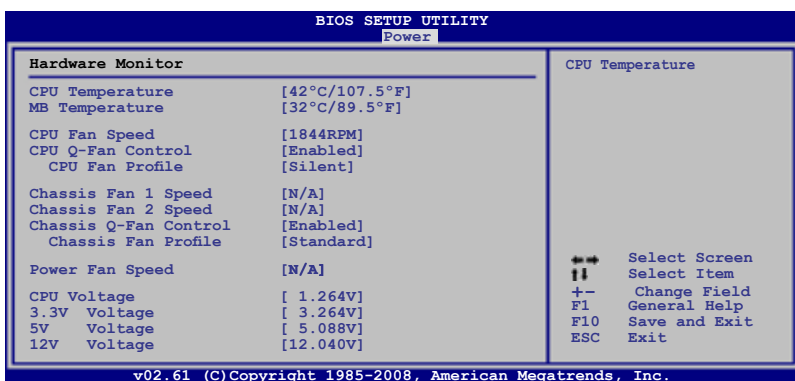 BIOS SETUP UTILITY
Power
Hardware Monitor
CPU Temperature [42°C/107.5°F]
MB Temperature [32°C/89.5°F]
CPU Fan Speed [1844RPM]
CPU Q-Fan Control [Enabled]
CPU Fan Profile [Silent]
Chassis Fan 1 Speed [N/A]
Chassis Fan 2 Speed [N/A]
Chassis Q-Fan Control [Enabled]
Chassis Fan Profile [Standard]
Power Fan Speed [N/A]
CPU Voltage [ 1.264V]
3.3V Voltage [ 3.264V]
5V Voltage [ 5.088V]
12V Voltage [12.040V]
CPU Temperature
←→ Select Screen
↑↓ Select Item
+- Change Field
F1 General Help
F10 Save and Exit
ESC Exit
v02.61 (C)Copyright 1985-2008, American Megatrends, Inc.